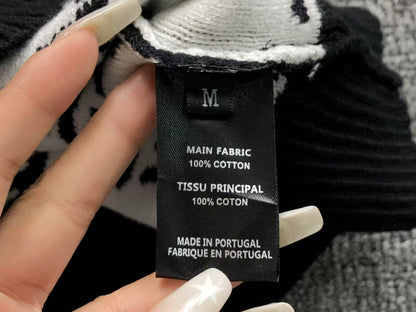 M
MAIN FABRIC
100% COTTON
TISSU PRINCIPAL
100% COTON
MADE IN PORTUGAL
FABRIQUE EN PORTUGAL